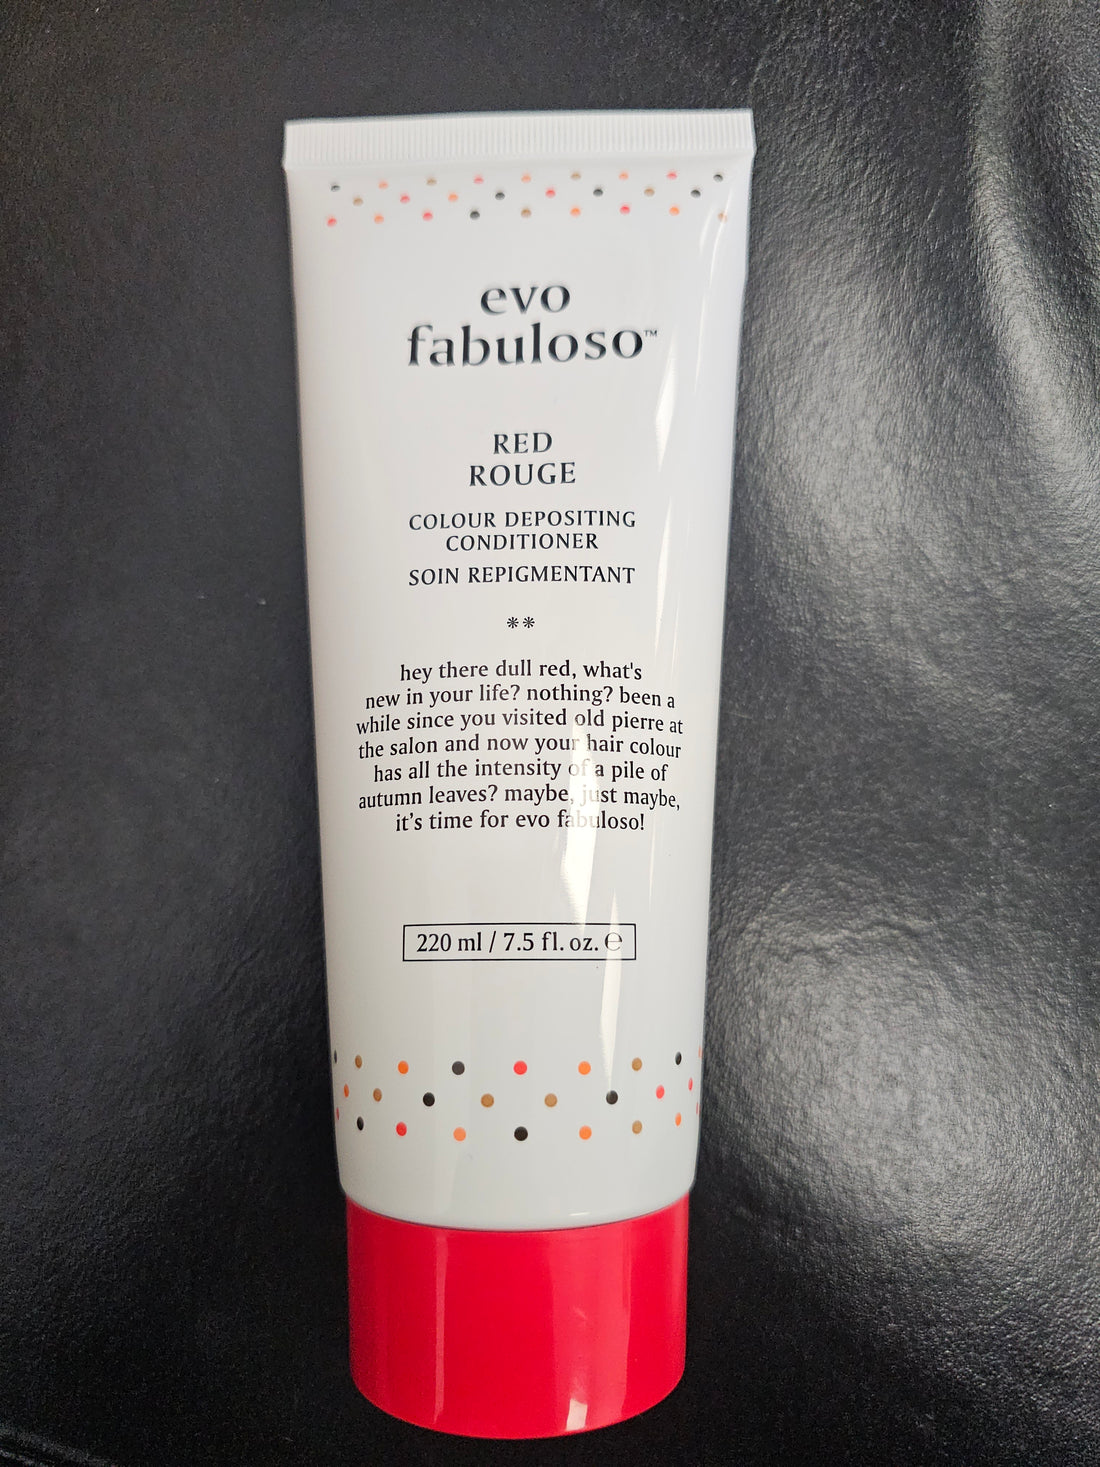 evo
fabuloso™
RED
ROUGE
COLOUR DEPOSITING
CONDITIONER
SOIN REPIGMENTANT
**
hey there dull red, what's
new in your life? nothing? been a
while since you visited old pierre at
the salon and now your hair colour
has all the intensity of a pile of
autumn leaves? maybe, just maybe,
it's time for evo fabuloso!
220 ml / 7.5 fl. oz. ℮